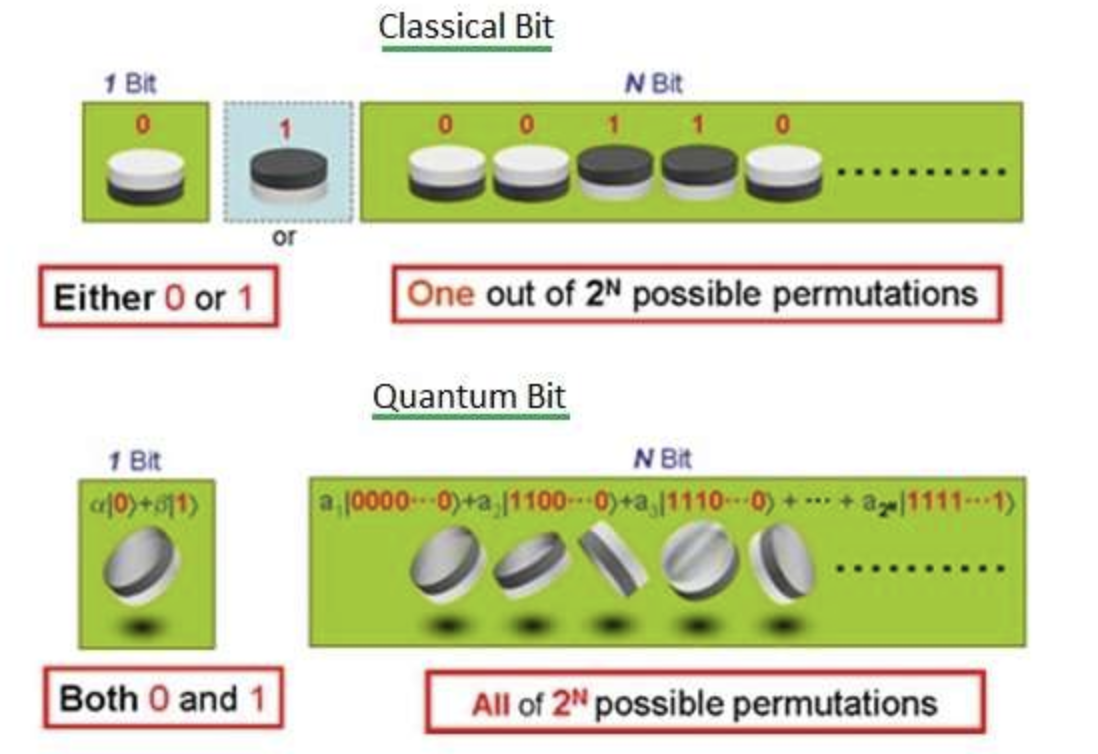 Classical Bit
1 Bit
N Bit
0
1
0 0 1 1 0
..........
or
Either 0 or 1
One out of 2ᴺ possible permutations
Quantum Bit
1 Bit
N Bit
α|0⟩+β|1⟩
a₁|0000···0⟩+a₂|1100···0⟩+a₃|1110···0⟩ + ··· + a₂ₙ|1111···1⟩
..........
Both 0 and 1
All of 2ᴺ possible permutations